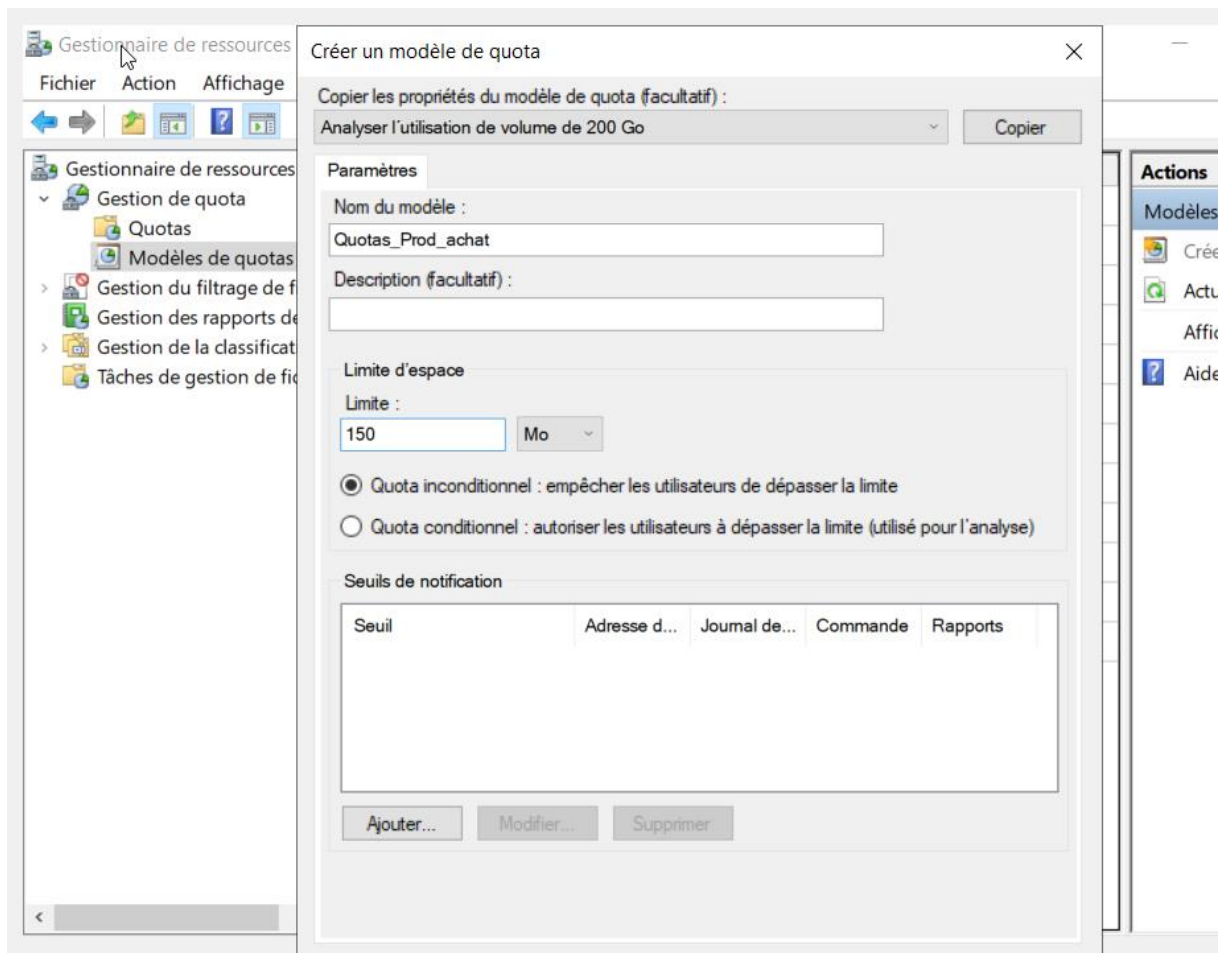 Gestionnaire de ressources
Fichier Action Affichage
Gestionnaire de ressources
Gestion de quota
Quotas
Modèles de quotas
Gestion du filtrage de f
Gestion des rapports de
Gestion de la classificat
Tâches de gestion de fic
Créer un modèle de quota
Copier les propriétés du modèle de quota (facultatif) :
Analyser l´utilisation de volume de 200 Go Copier
Paramètres
Nom du modèle :
Quotas_Prod_achat
Description (facultatif) :
Limite d'espace
Limite :
150 Mo
Quota inconditionnel : empêcher les utilisateurs de dépasser la limite
Quota conditionnel : autoriser les utilisateurs à dépasser la limite (utilisé pour l´analyse)
Seuils de notification
Seuil Adresse d... Journal de... Commande Rapports
Ajouter... Modifier... Supprimer
Actions
Modèles
Crée
Actu
Affic
Aide